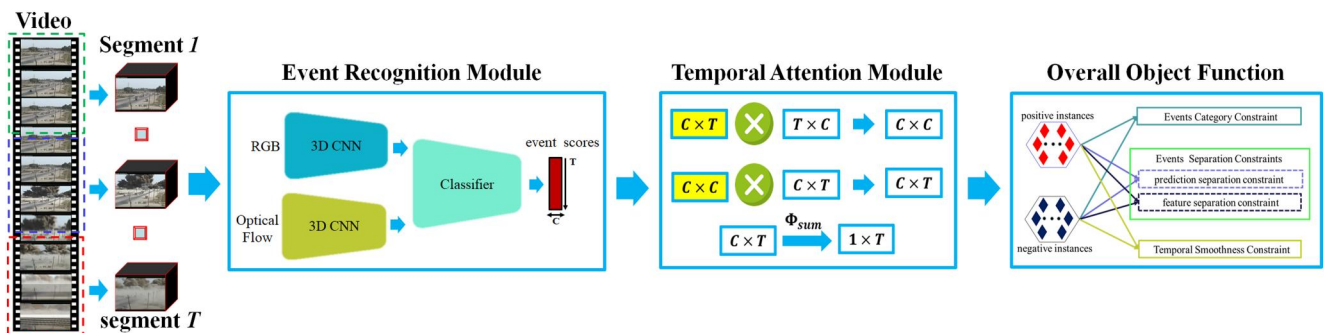 Video
Segment 1
segment T
Event Recognition Module
RGB
3D CNN
Optical
Flow
3D CNN
Classifier
event scores
T
C
Temporal Attention Module
C × T
T × C
C × C
C × C
C × T
C × T
C × T
Φsum
1 × T
Overall Object Function
positive instances
negative instances
Events Category Constraint
Events Separation Constraints
prediction separation constraint
feature separation constraint
Temporal Smoothness Constraint